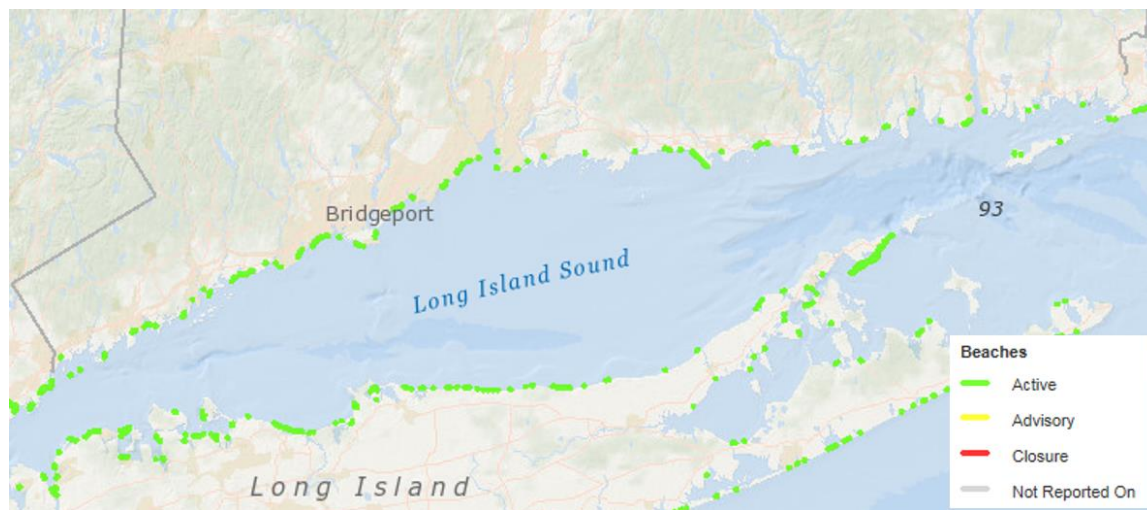 Bridgeport
93
Long Island Sound
Beaches
Active
Advisory
Closure
Long Island
Not Reported On